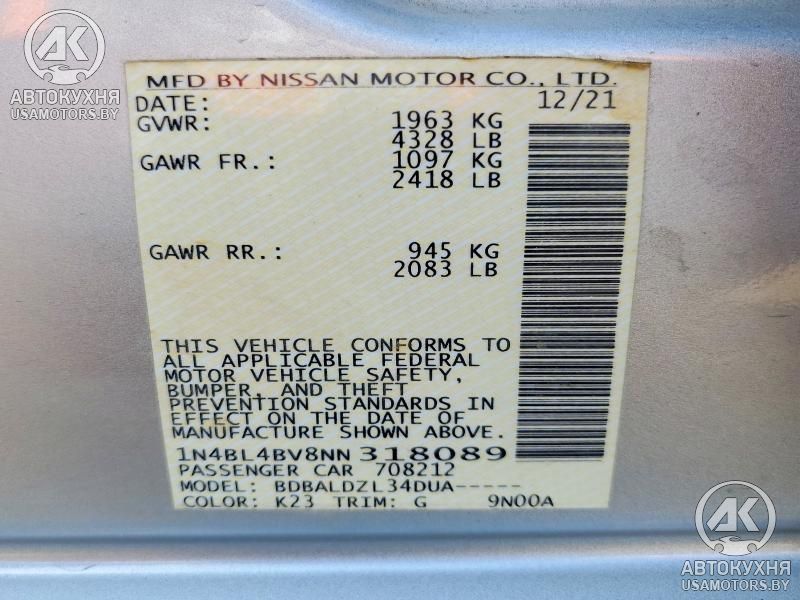 AK
АВТОКУХНЯ
USAMOTORS.BY
MFD BY NISSAN MOTOR CO., LTD.
DATE: 12/21
GVWR: 1963 KG
4328 LB
GAWR FR.: 1097 KG
2418 LB
GAWR RR.: 945 KG
2083 LB
THIS VEHICLE CONFORMS TO
ALL APPLICABLE FEDERAL
MOTOR VEHICLE SAFETY,
BUMPER, AND THEFT
PREVENTION STANDARDS IN
EFFECT ON THE DATE OF
MANUFACTURE SHOWN ABOVE.
1N4BL4BV8NN318089
PASSENGER CAR 708212
MODEL: BDBALDZL34DUA-----
COLOR: K23 TRIM: G 9N00A
AK
АВТОКУХНЯ
USAMOTORS.BY